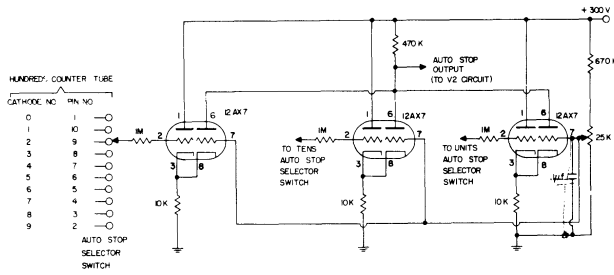 + 300 V
470 K
670 K
AUTO STOP
OUTPUT
(TO V2 CIRCUIT)
HUNDREDS COUNTER TUBE
CATHODE NO. PIN NO.
0 1
1 10
2 9
3 8
4 7
5 6
6 5
7 4
8 3
9 2
AUTO STOP
SELECTOR
SWITCH
1M
2
1
6
12AX7
7
3
8
10K
TO TENS
AUTO STOP
SELECTOR
SWITCH
1M
2
1
6
12AX7
7
3
8
10K
TO UNITS
AUTO STOP
SELECTOR
SWITCH
1M
2
1
6
12AX7
7
3
8
10K
25K